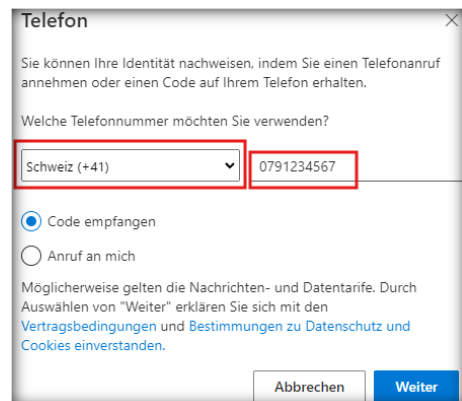 Telefon
Sie können Ihre Identität nachweisen, indem Sie einen Telefonanruf
annehmen oder einen Code auf Ihrem Telefon erhalten.
Welche Telefonnummer möchten Sie verwenden?
Schweiz (+41) 0791234567
Code empfangen
Anruf an mich
Möglicherweise gelten die Nachrichten- und Datentarife. Durch
Auswählen von "Weiter" erklären Sie sich mit den
Vertragsbedingungen und Bestimmungen zu Datenschutz und
Cookies einverstanden.
Abbrechen Weiter